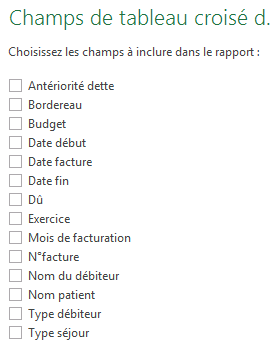 Champs de tableau croisé d.
Choisissez les champs à inclure dans le rapport :
Antériorité dette
Bordereau
Budget
Date début
Date facture
Date fin
Dû
Exercice
Mois de facturation
N°facture
Nom du débiteur
Nom patient
Type débiteur
Type séjour